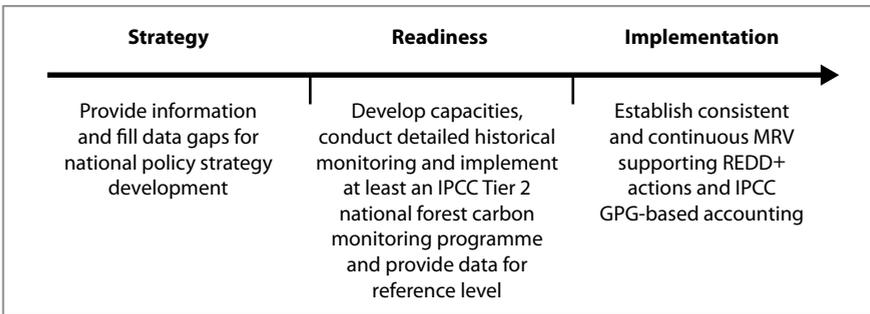 Strategy
Readiness
Implementation
Provide information
and fill data gaps for
national policy strategy
development
Develop capacities,
conduct detailed historical
monitoring and implement
at least an IPCC Tier 2
national forest carbon
monitoring programme
and provide data for
reference level
Establish consistent
and continuous MRV
supporting REDD+
actions and IPCC
GPG-based accounting